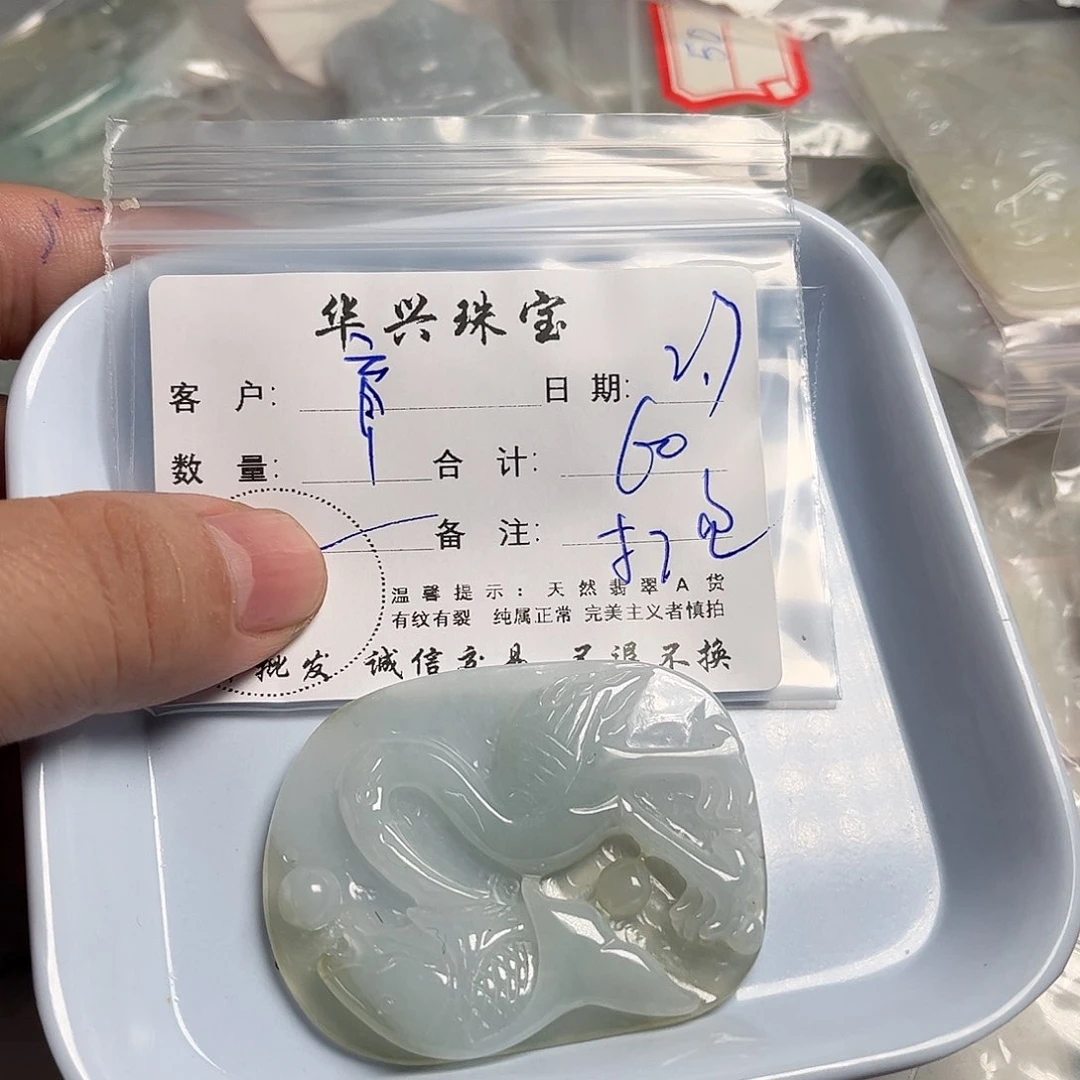 50
华兴珠宝
客 户: 日 期:
数 量: 合 计: 60
备 注:
温馨提示：天然翡翠A货
有纹有裂 纯属正常 完美主义者慎拍
批发 诚信交易 不退不换